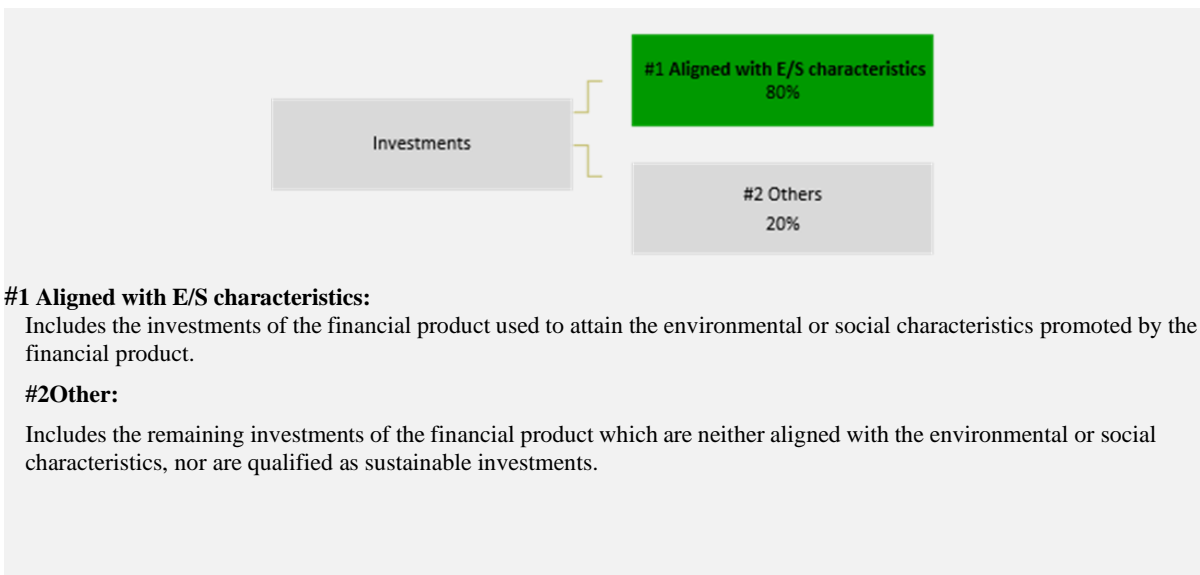 #1 Aligned with E/S characteristics
80%
Investments
#2 Others
20%
#1 Aligned with E/S characteristics:
Includes the investments of the financial product used to attain the environmental or social characteristics promoted by the
financial product.
#2Other:
Includes the remaining investments of the financial product which are neither aligned with the environmental or social
characteristics, nor are qualified as sustainable investments.